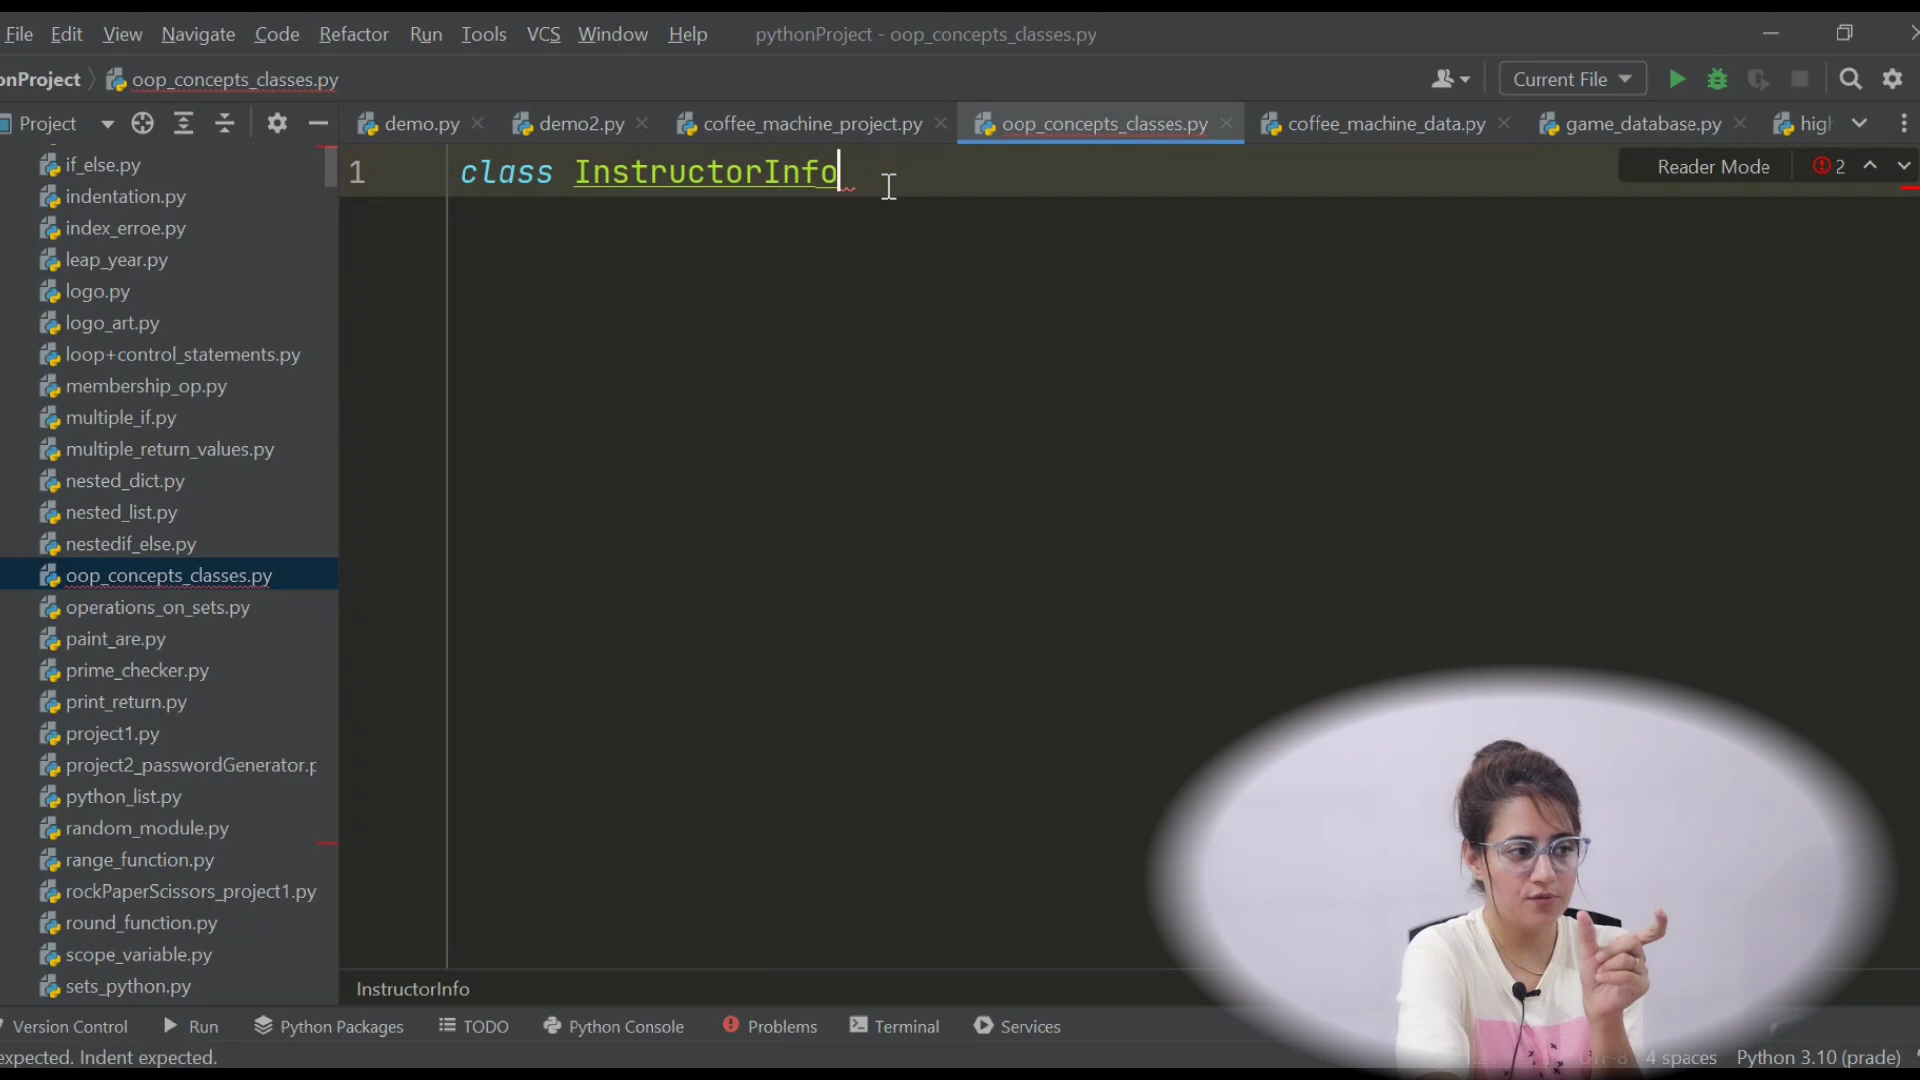 File Edit View Navigate Code Refactor Run Tools VCS Window Help pythonProject - oop_concepts_classes.py
onProject oop_concepts_classes.py Current File
Project demo.py demo2.py coffee_machine_project.py oop_concepts_classes.py coffee_machine_data.py game_database.py high
1 class InstructorInfo
Reader Mode 2
if_else.py
indentation.py
index_erroe.py
leap_year.py
logo.py
logo_art.py
loop+control_statements.py
membership_op.py
multiple_if.py
multiple_return_values.py
nested_dict.py
nested_list.py
nestedif_else.py
oop_concepts_classes.py
operations_on_sets.py
paint_are.py
prime_checker.py
print_return.py
project1.py
project2_passwordGenerator.p
python_list.py
random_module.py
range_function.py
rockPaperScissors_project1.py
round_function.py
scope_variable.py
sets_python.py
InstructorInfo
Version Control Run Python Packages TODO Python Console Problems Terminal Services
expected. Indent expected. UTF-8 4 spaces Python 3.10 (prade)